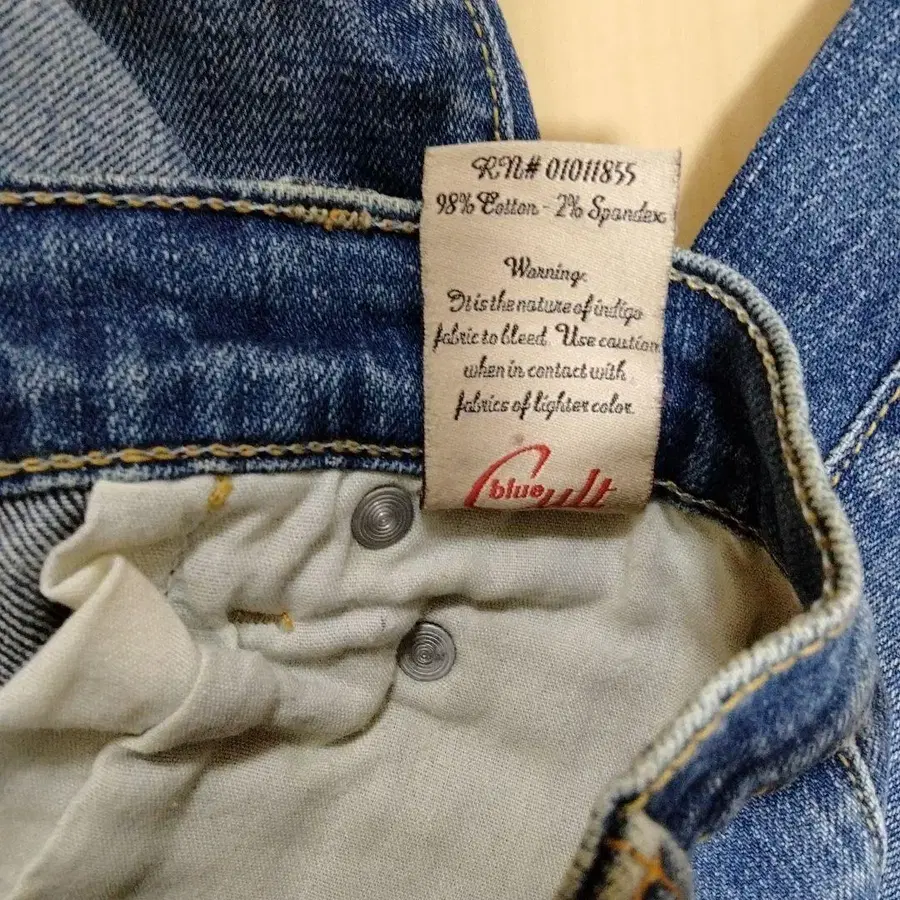 RN# 01011855
98% Cotton - 2% Spandex
Warning:
It is the nature of indigo
fabric to bleed. Use caution
when in contact with
fabrics of lighter color.
blue Cult